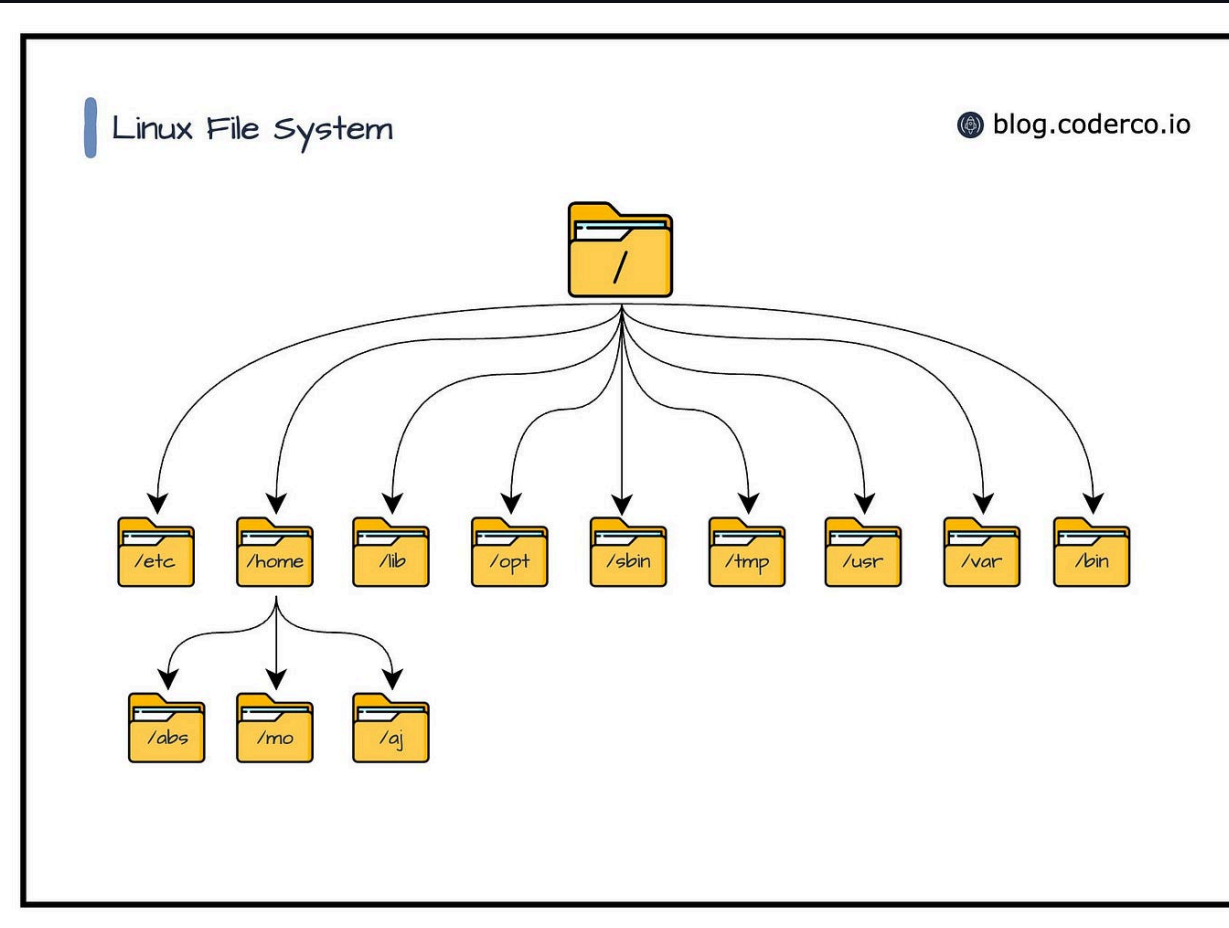 Linux File System
blog.coderco.io
/
/etc
/home
/lib
/opt
/sbin
/tmp
/usr
/var
/bin
/abs
/mo
/aj